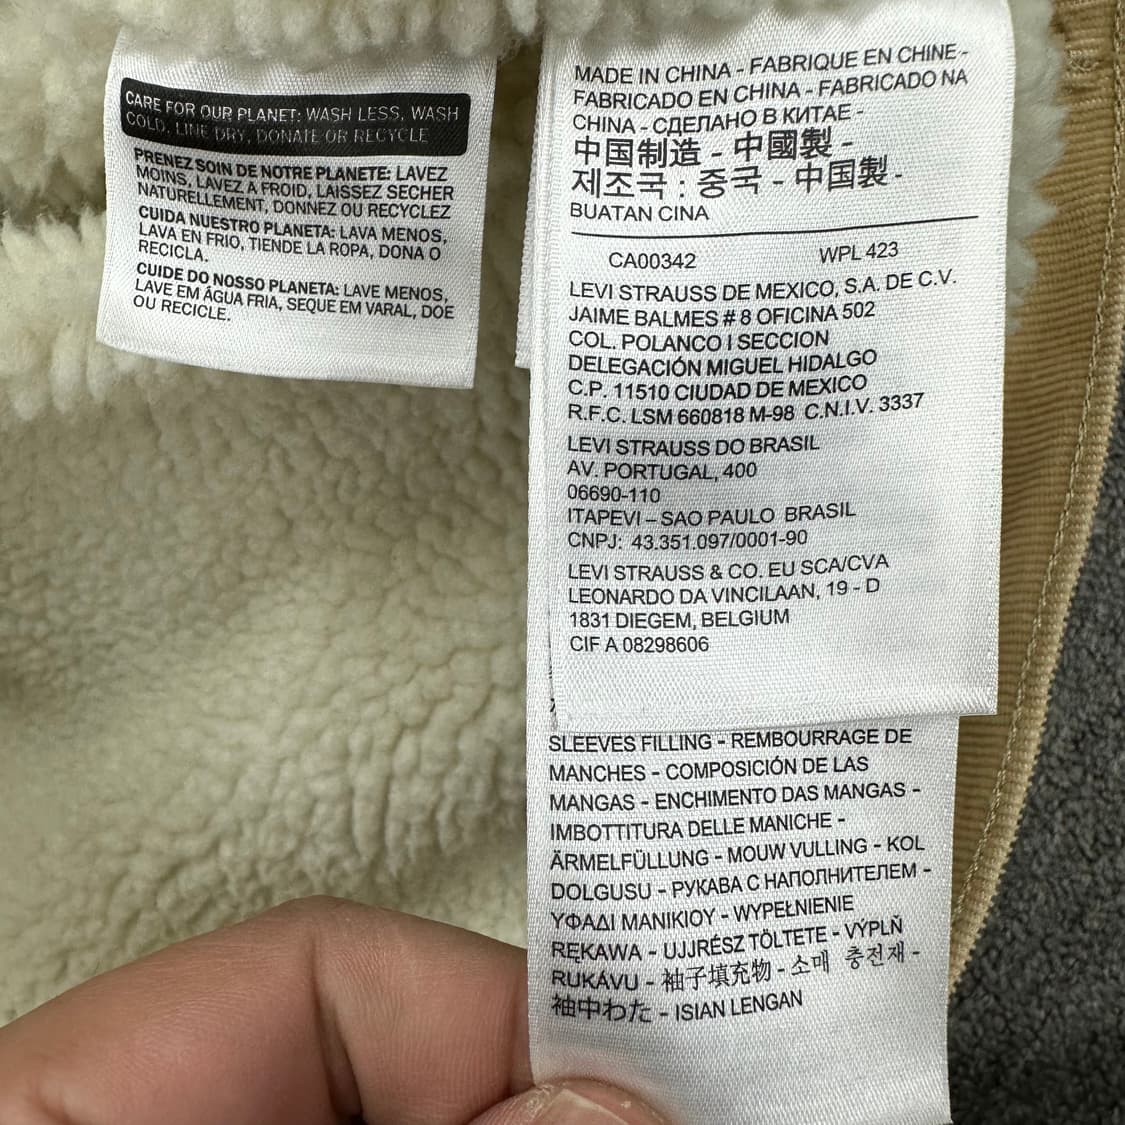 CARE FOR OUR PLANET: WASH LESS, WASH
COLD, LINE DRY, DONATE OR RECYCLE
PRENEZ SOIN DE NOTRE PLANETE: LAVEZ
MOINS, LAVEZ A FROID, LAISSEZ SECHER
NATURELLEMENT, DONNEZ OU RECYCLEZ
CUIDA NUESTRO PLANETA: LAVA MENOS,
LAVA EN FRIO, TIENDE LA ROPA, DONA O
RECICLA.
CUIDE DO NOSSO PLANETA: LAVE MENOS,
LAVE EM ÁGUA FRIA, SEQUE EM VARAL, DOE
OU RECICLE.
MADE IN CHINA - FABRIQUE EN CHINE -
FABRICADO EN CHINA - FABRICADO NA
CHINA - СДЕЛАНО В КИТАЕ -
中国制造 - 中國製 -
제조국 : 중국 - 中国製 -
BUATAN CINA
CA00342 WPL 423
LEVI STRAUSS DE MEXICO, S.A. DE C.V.
JAIME BALMES # 8 OFICINA 502
COL. POLANCO I SECCION
DELEGACIÓN MIGUEL HIDALGO
C.P. 11510 CIUDAD DE MEXICO
R.F.C. LSM 660818 M-98 C.N.I.V. 3337
LEVI STRAUSS DO BRASIL
AV. PORTUGAL, 400
06690-110
ITAPEVI – SAO PAULO BRASIL
CNPJ: 43.351.097/0001-90
LEVI STRAUSS & CO. EU SCA/CVA
LEONARDO DA VINCILAAN, 19 - D
1831 DIEGEM, BELGIUM
CIF A 08298606
SLEEVES FILLING - REMBOURRAGE DE
MANCHES - COMPOSICIÓN DE LAS
MANGAS - ENCHIMENTO DAS MANGAS -
IMBOTTITURA DELLE MANICHE -
ÄRMELFÜLLUNG - MOUW VULLING - KOL
DOLGUSU - РУКАВА С НАПОЛНИТЕЛЕМ -
ΥΦΑΔΙ ΜΑΝΙΚΙΟΥ - WYPEŁNIENIE
RĘKAWA - UJJRÉSZ TÖLTETE - VÝPLŇ
RUKÁVU - 袖子填充物 - 소매 충전재 -
袖中わた - ISIAN LENGAN